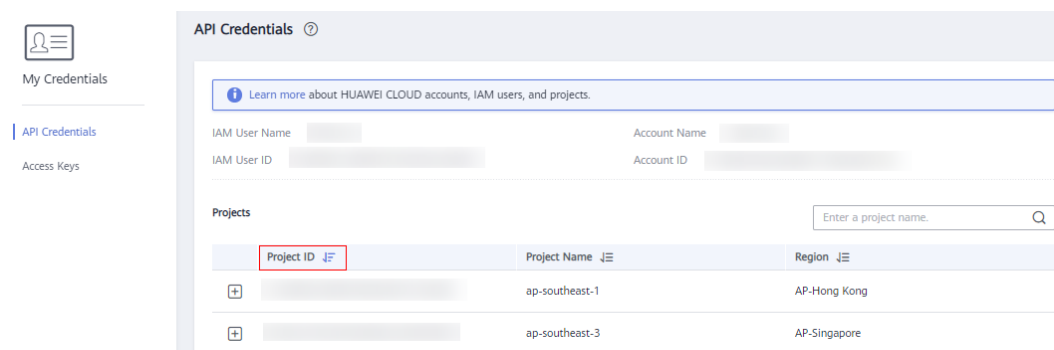 API Credentials
My Credentials
API Credentials
Access Keys
Learn more about HUAWEI CLOUD accounts, IAM users, and projects.
IAM User Name Account Name
IAM User ID Account ID
Projects
Enter a project name.
Project ID Project Name Region
ap-southeast-1 AP-Hong Kong
ap-southeast-3 AP-Singapore